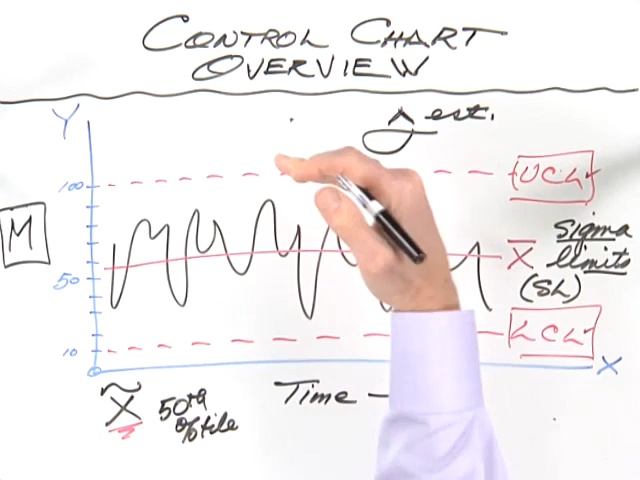 CONTROL CHART
OVERVIEW
Y
σ̂ est.
100
UCL
M
Sigma
X̄ limits
50
(SL)
LCL
10
X
X̃ 50th
%tile
Time –